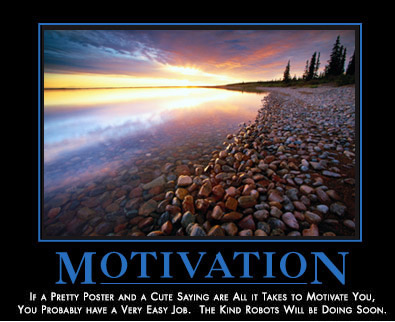 MOTIVATION
If a Pretty Poster and a Cute Saying are All it Takes to Motivate You,
You Probably have a Very Easy Job.  The Kind Robots Will be Doing Soon.